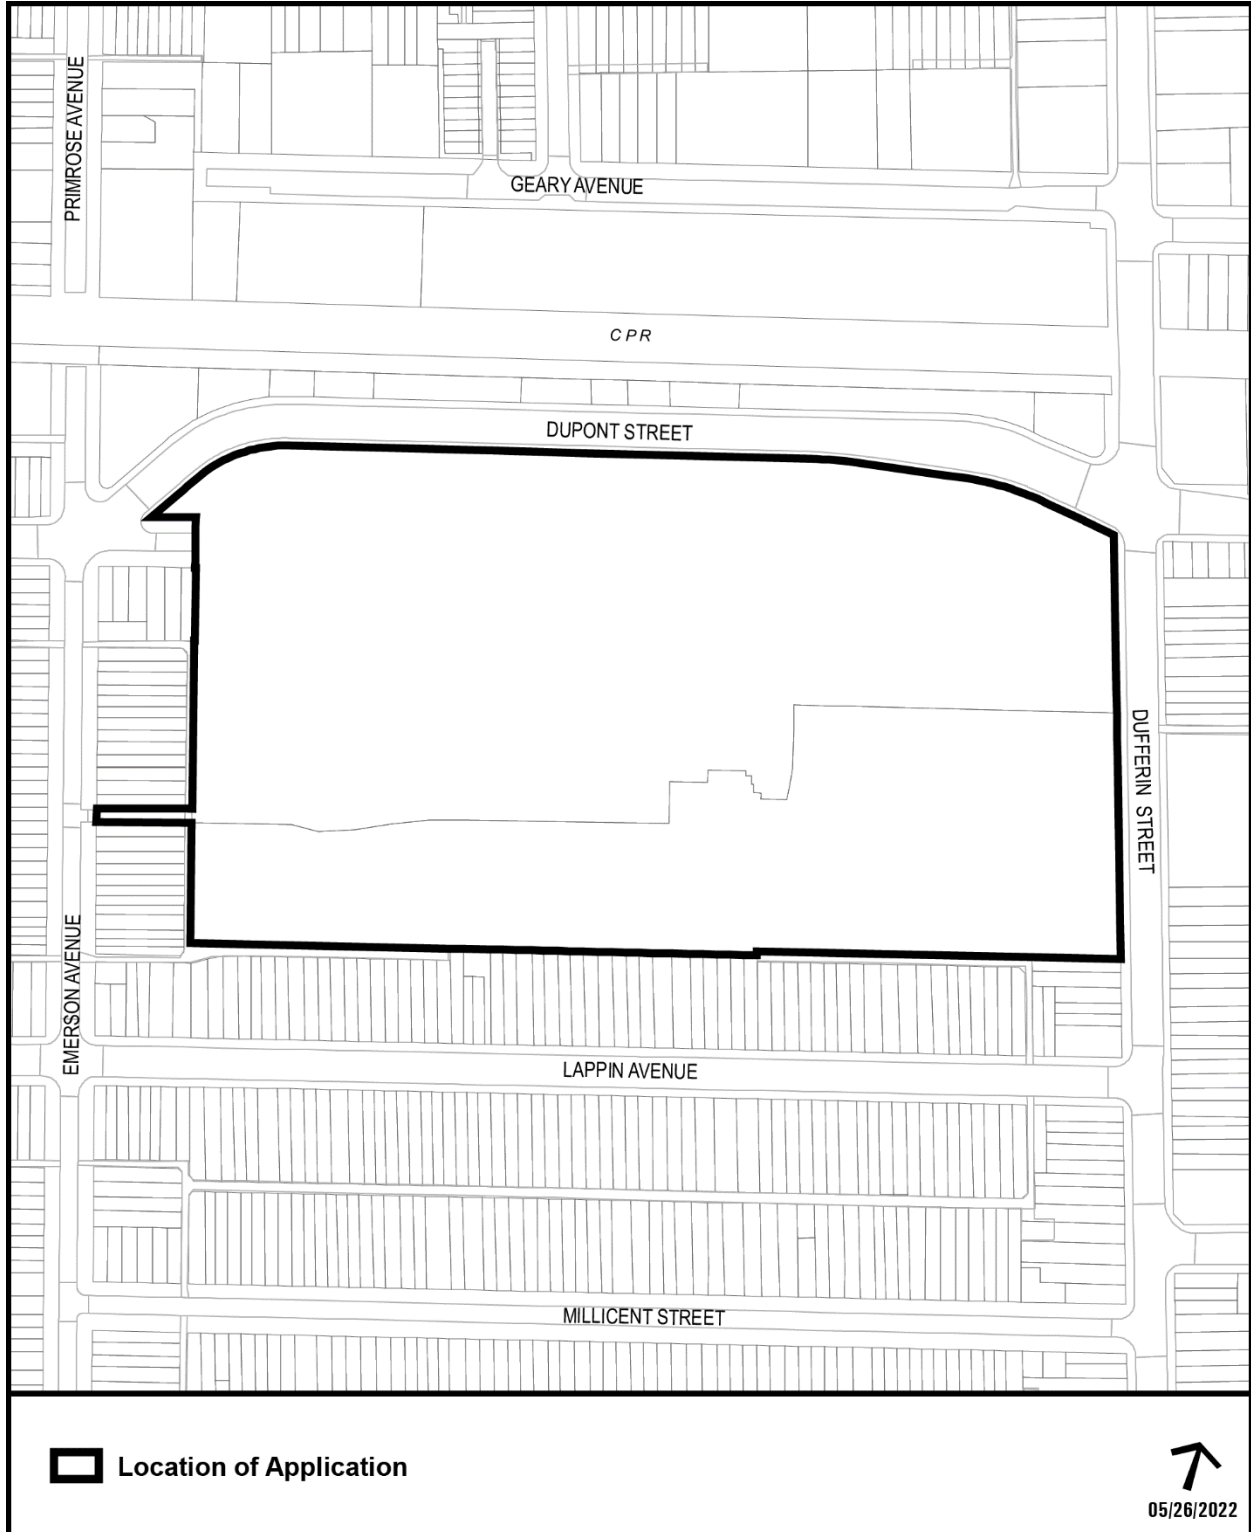 PRIMROSE AVENUE
GEARY AVENUE
CPR
DUPONT STREET
DUFFERIN STREET
EMERSON AVENUE
LAPPIN AVENUE
MILLICENT STREET
Location of Application
05/26/2022